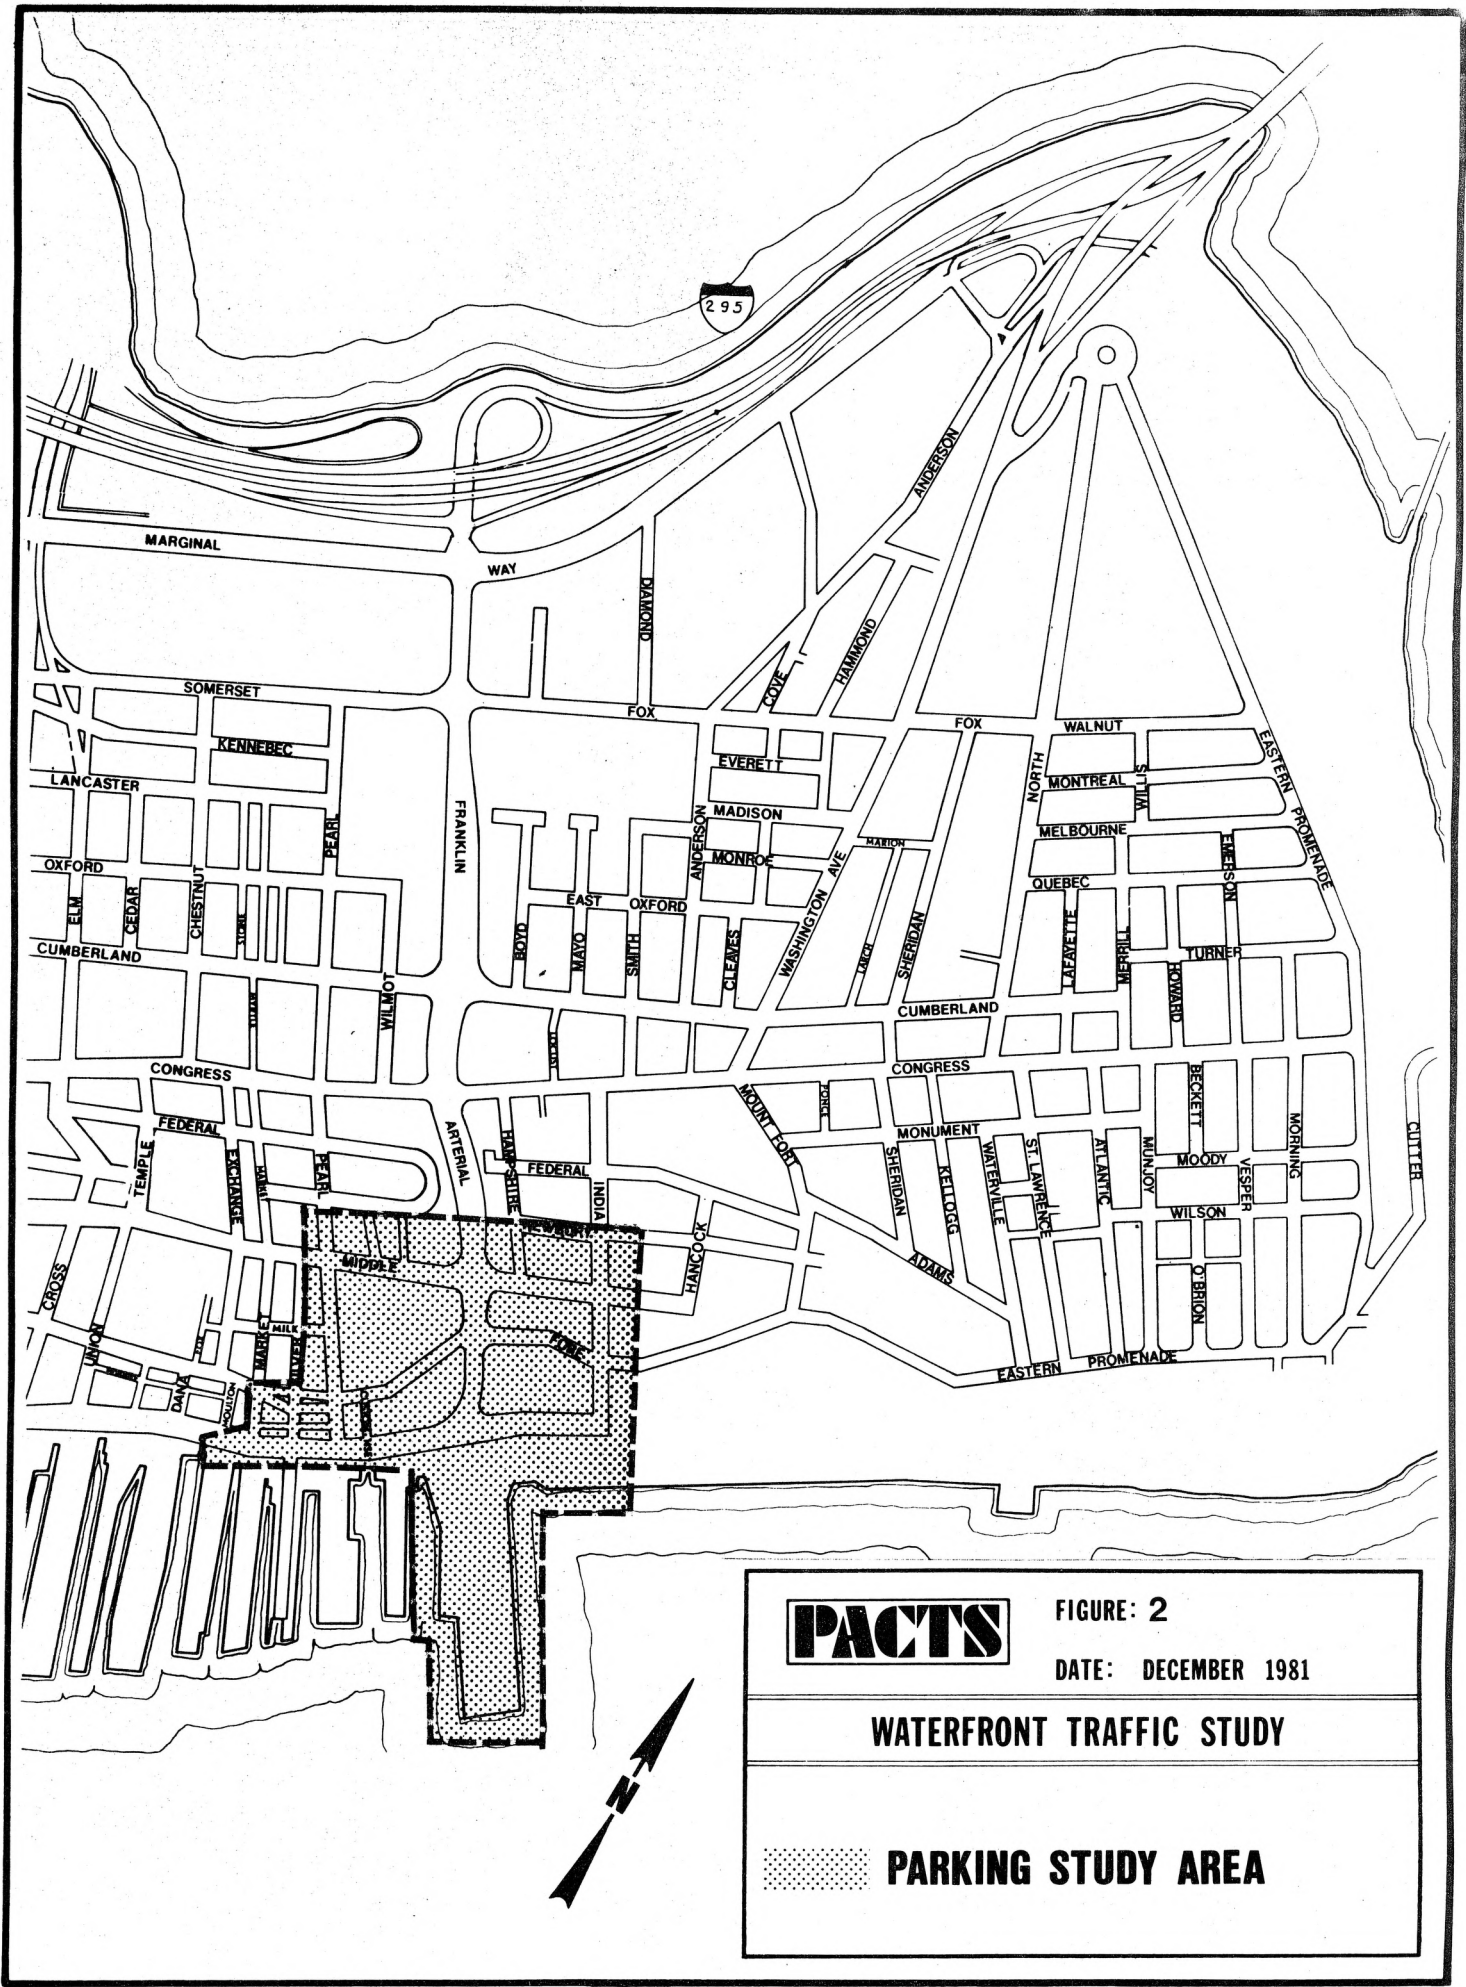 295
MARGINAL
WAY
DIAMOND
ANDERSON
HAMMOND
COVE
SOMERSET
FOX
FOX
WALNUT
KENNEBEC
EVERETT
NORTH
MONTREAL
WILLIS
EASTERN PROMENADE
LANCASTER
PEARL
FRANKLIN
ANDERSON
MADISON
MONROE
MARION
MELBOURNE
EMERSON
OXFORD
ELM
CEDAR
CHESTNUT
STONE
EAST OXFORD
WASHINGTON AVE
QUEBEC
CUMBERLAND
WILMOT
BOYD
MAYO
SMITH
CLEAVES
LARCH
SHERIDAN
LAFAYETTE
MERRILL
HOWARD
TURNER
LOCUST
CUMBERLAND
CONGRESS
CONGRESS
BECKETT
MOUNT FORT
PONCE
FEDERAL
TEMPLE
EXCHANGE
PEARL
ARTERIAL
HAMPSHIRE
FEDERAL
INDIA
MONUMENT
SHERIDAN
KELLOGG
WATERVILLE
ST. LAWRENCE
ATLANTIC
MUNJOY
MOODY
VESPER
MORNING
CUTTER
WILSON
NEWBURY
HANCOCK
MIDDLE
ADAMS
O'BRION
CROSS
UNION
MARKET
MILK
SILVER
FORE
DANA
MOULTON
EASTERN PROMENADE
N
PACTS
FIGURE: 2
DATE: DECEMBER 1981
WATERFRONT TRAFFIC STUDY
PARKING STUDY AREA